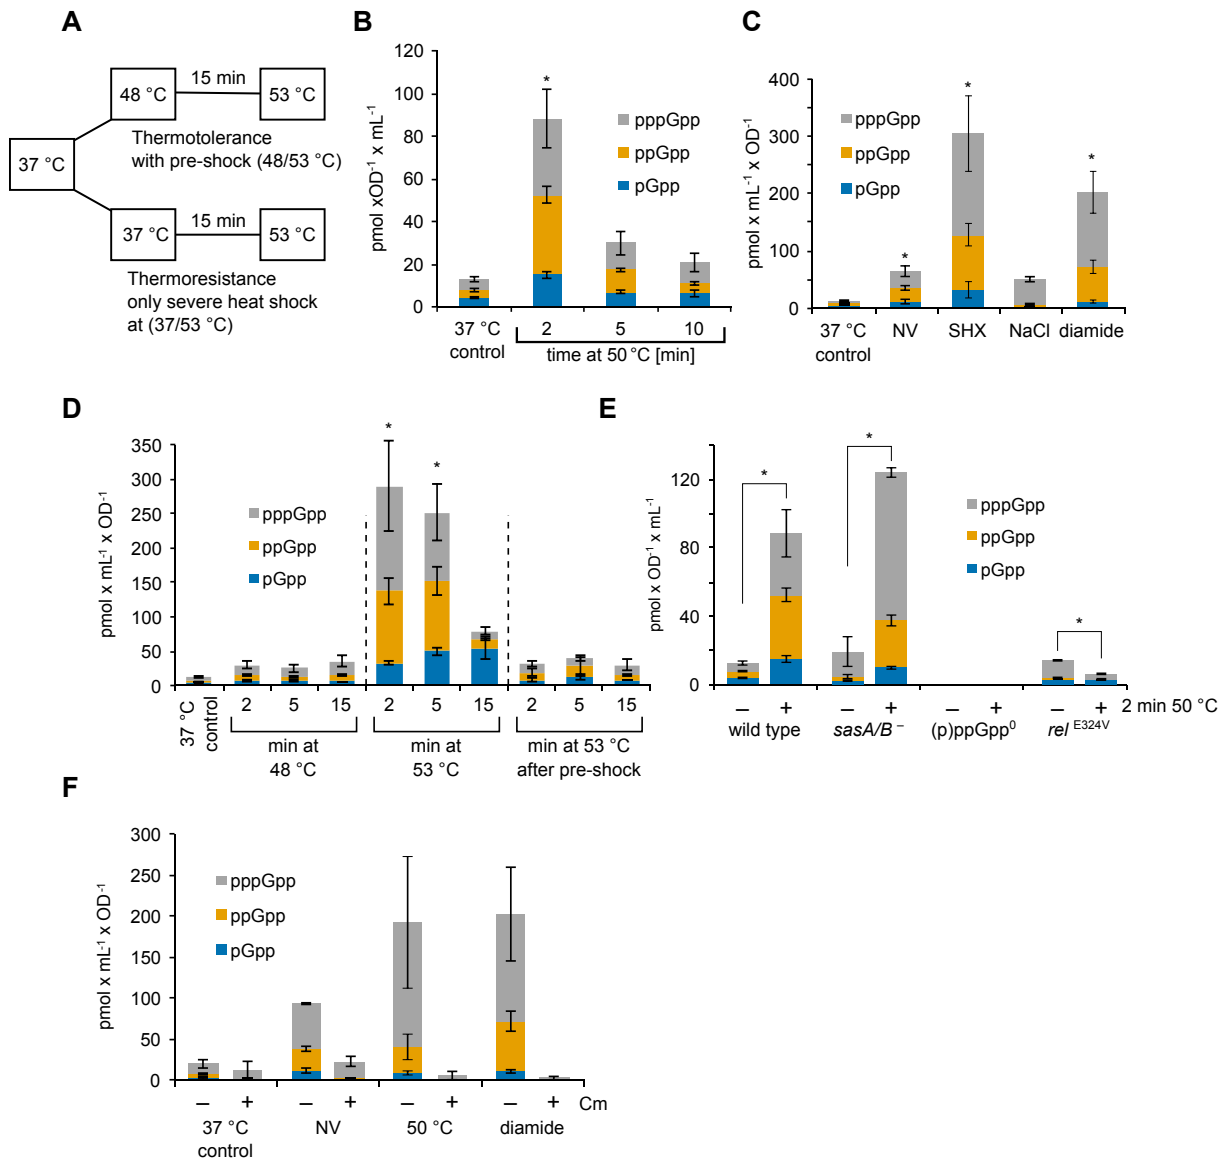 A
48 °C
15 min
53 °C
Thermotolerance
with pre-shock (48/53 °C)
37 °C
37 °C
15 min
53 °C
Thermoresistance
only severe heat shock
at (37/53 °C)
B
pmol xOD⁻¹ x mL⁻¹
120
100
80
60
40
20
0
*
pppGpp
ppGpp
pGpp
37 °C
control
2 5 10
time at 50 °C [min]
C
pmol x mL⁻¹ x OD⁻¹
400
300
200
100
0
pppGpp
ppGpp
pGpp
* * *
37 °C
control
NV SHX NaCl diamide
D
pmol x mL⁻¹ x OD⁻¹
350
300
250
200
150
100
50
0
pppGpp
ppGpp
pGpp
* *
37 °C
control
2 5 15 2 5 15 2 5 15
min at
48 °C
min at
53 °C
min at 53 °C
after pre-shock
E
pmol x OD⁻¹ x mL⁻¹
120
80
40
0
* * *
pppGpp
ppGpp
pGpp
– + – + – + – + 2 min 50 °C
wild type sasA/B⁻ (p)ppGpp⁰ rel E324V
F
pmol x mL⁻¹ x OD⁻¹
300
250
200
150
100
50
0
pppGpp
ppGpp
pGpp
– + – + – + – + Cm
37 °C
control
NV 50 °C diamide